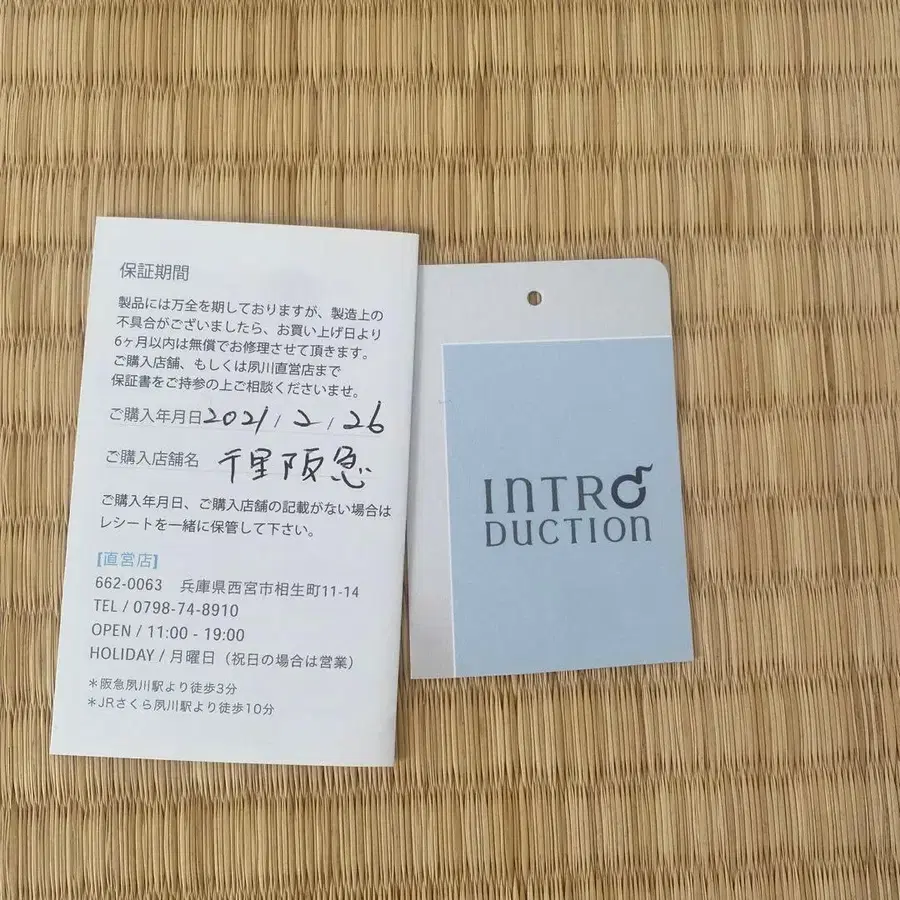 保証期間
製品には万全を期しておりますが、製造上の
不具合がございましたら、お買い上げ日より
6ヶ月以内は無償でお修理させて頂きます。
ご購入店舗、もしくは夙川直営店まで
保証書をご持参の上ご相談くださいませ。
ご購入年月日2021/2/26
ご購入店舗名 千里阪急
ご購入年月日、ご購入店舗の記載がない場合は
レシートを一緒に保管して下さい。
[直営店]
662-0063 兵庫県西宮市相生町11-14
TEL / 0798-74-8910
OPEN / 11:00 - 19:00
HOLIDAY / 月曜日（祝日の場合は営業）
＊阪急夙川駅より徒歩3分
＊JRさくら夙川駅より徒歩10分
INTRO
DUCTION